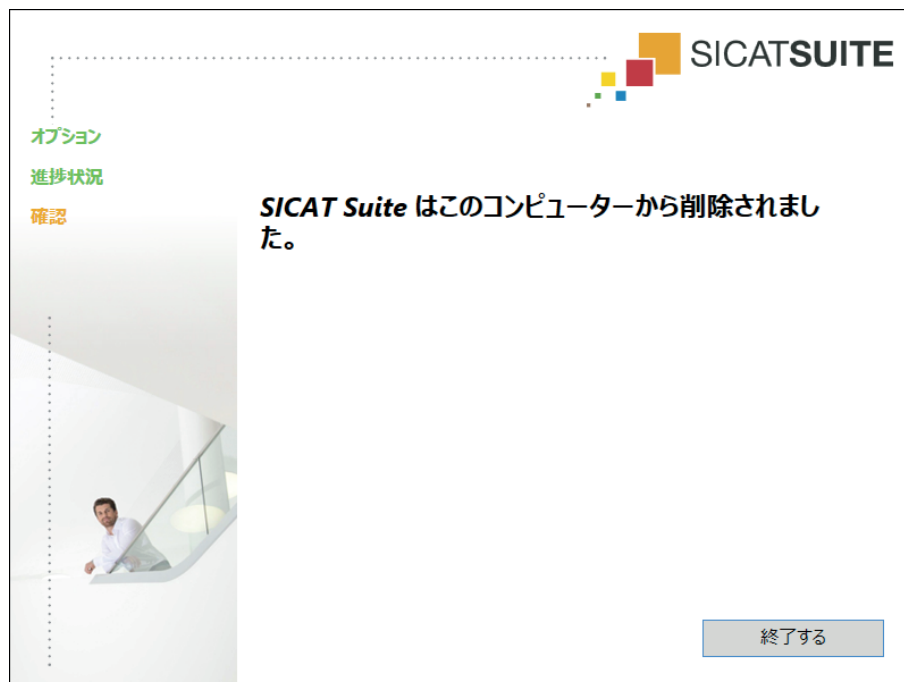 SICATSUITE
オプション
進捗状況
確認
SICAT Suite はこのコンピューターから削除されまし
た。
終了する